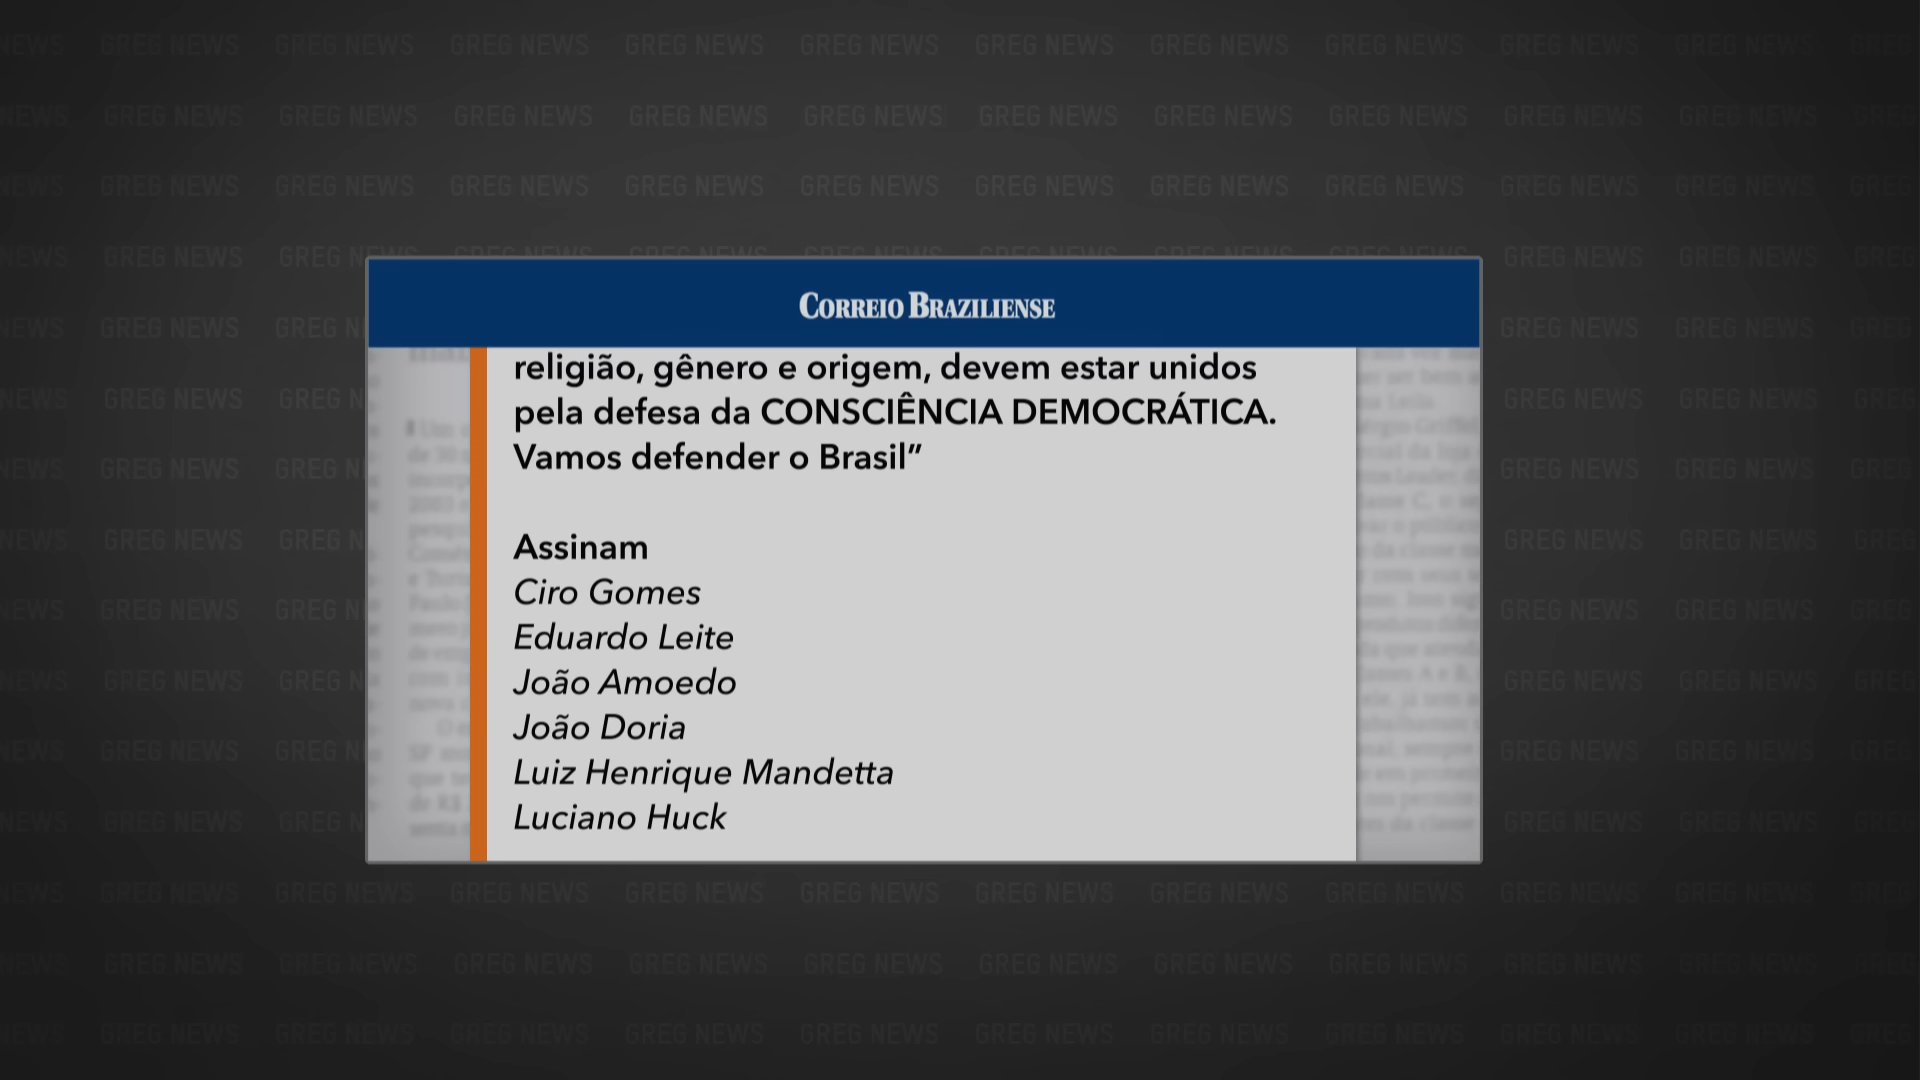 CORREIO BRAZILIENSE
religião, gênero e origem, devem estar unidos
pela defesa da CONSCIÊNCIA DEMOCRÁTICA.
Vamos defender o Brasil”
Assinam
Ciro Gomes
Eduardo Leite
João Amoedo
João Doria
Luiz Henrique Mandetta
Luciano Huck